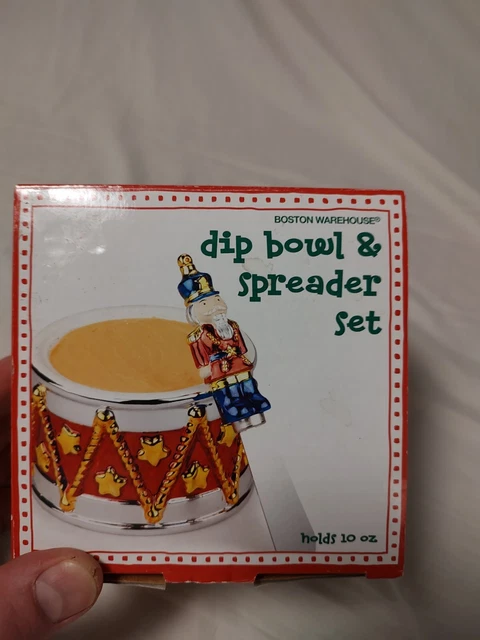 BOSTON WAREHOUSE®
dip bowl &
spreader
set
holds 10 oz